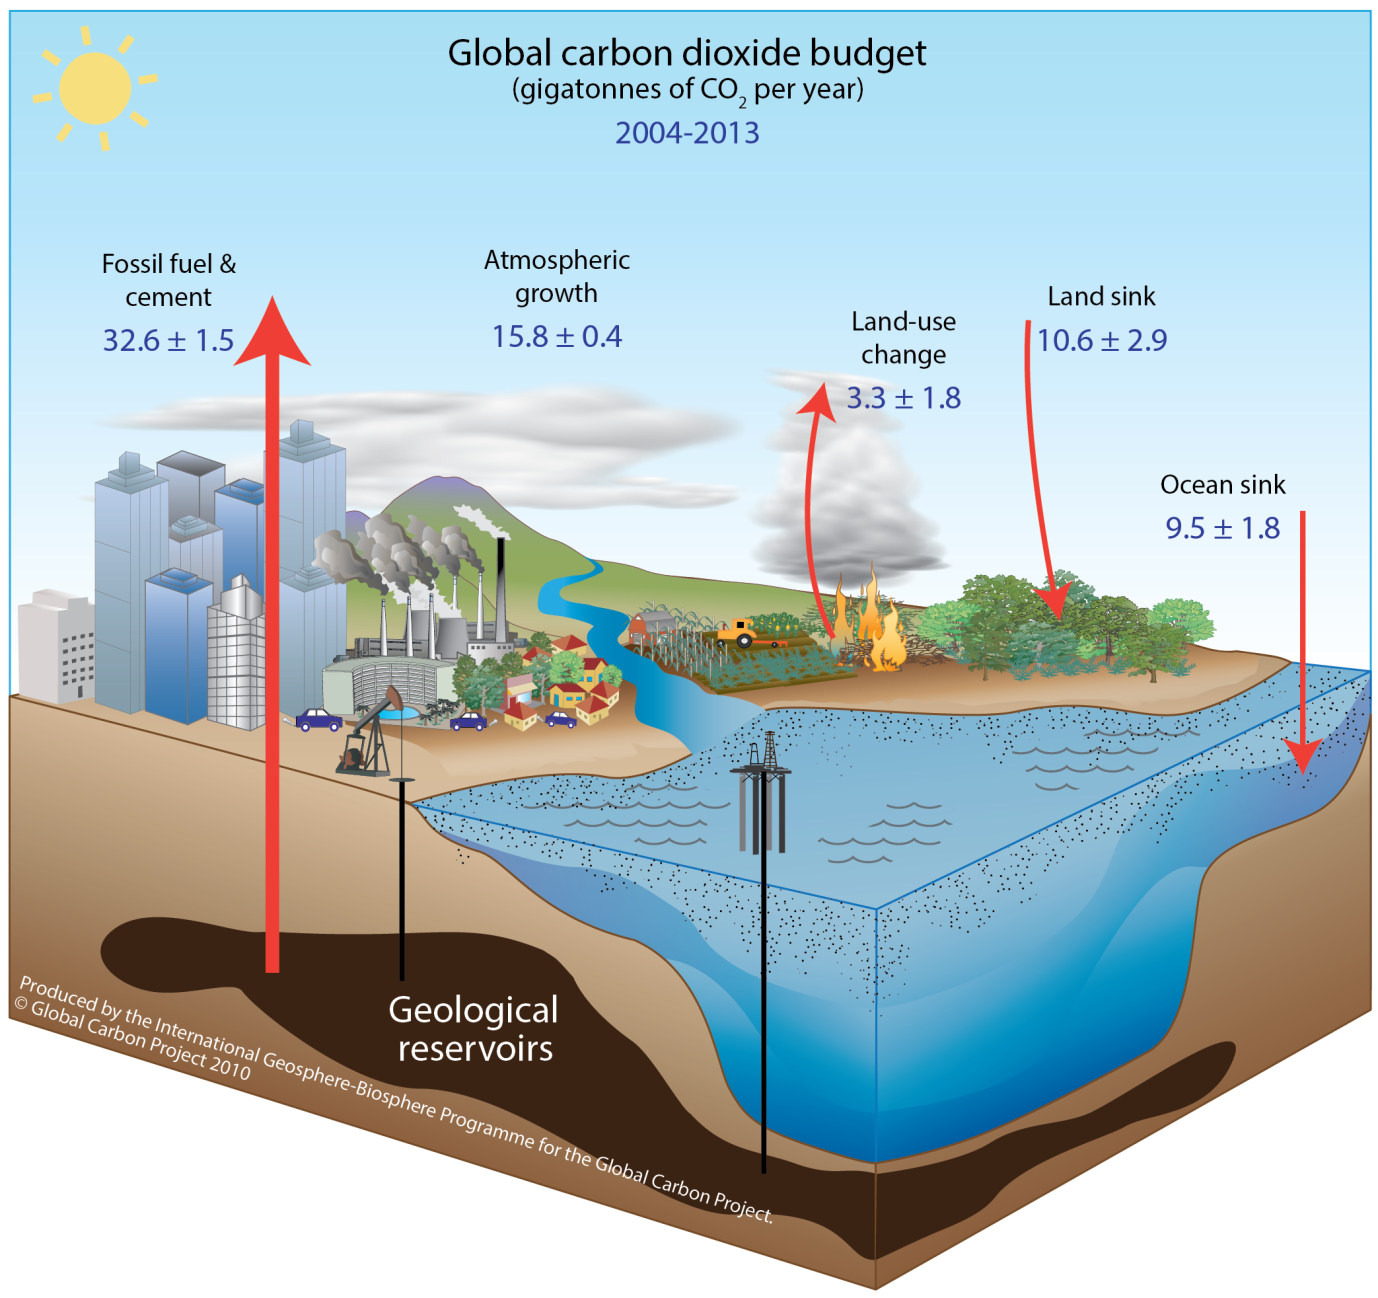 Global carbon dioxide budget
(gigatonnes of CO₂ per year)
2004-2013
Fossil fuel &
cement
32.6 ± 1.5
Atmospheric
growth
15.8 ± 0.4
Land-use
change
3.3 ± 1.8
Land sink
10.6 ± 2.9
Ocean sink
9.5 ± 1.8
Geological
reservoirs
Produced by the International Geosphere-Biosphere Programme for the Global Carbon Project.
© Global Carbon Project 2010